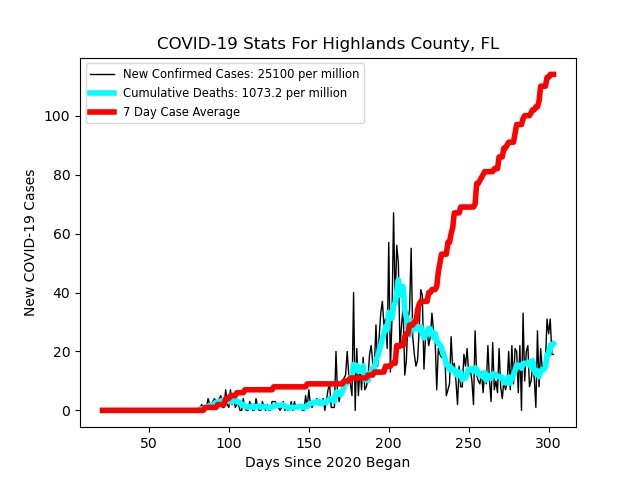 COVID-19 Stats For Highlands County, FL
New Confirmed Cases: 25100 per million
Cumulative Deaths: 1073.2 per million
7 Day Case Average
New COVID-19 Cases
100
80
60
40
20
0
50 100 150 200 250 300
Days Since 2020 Began